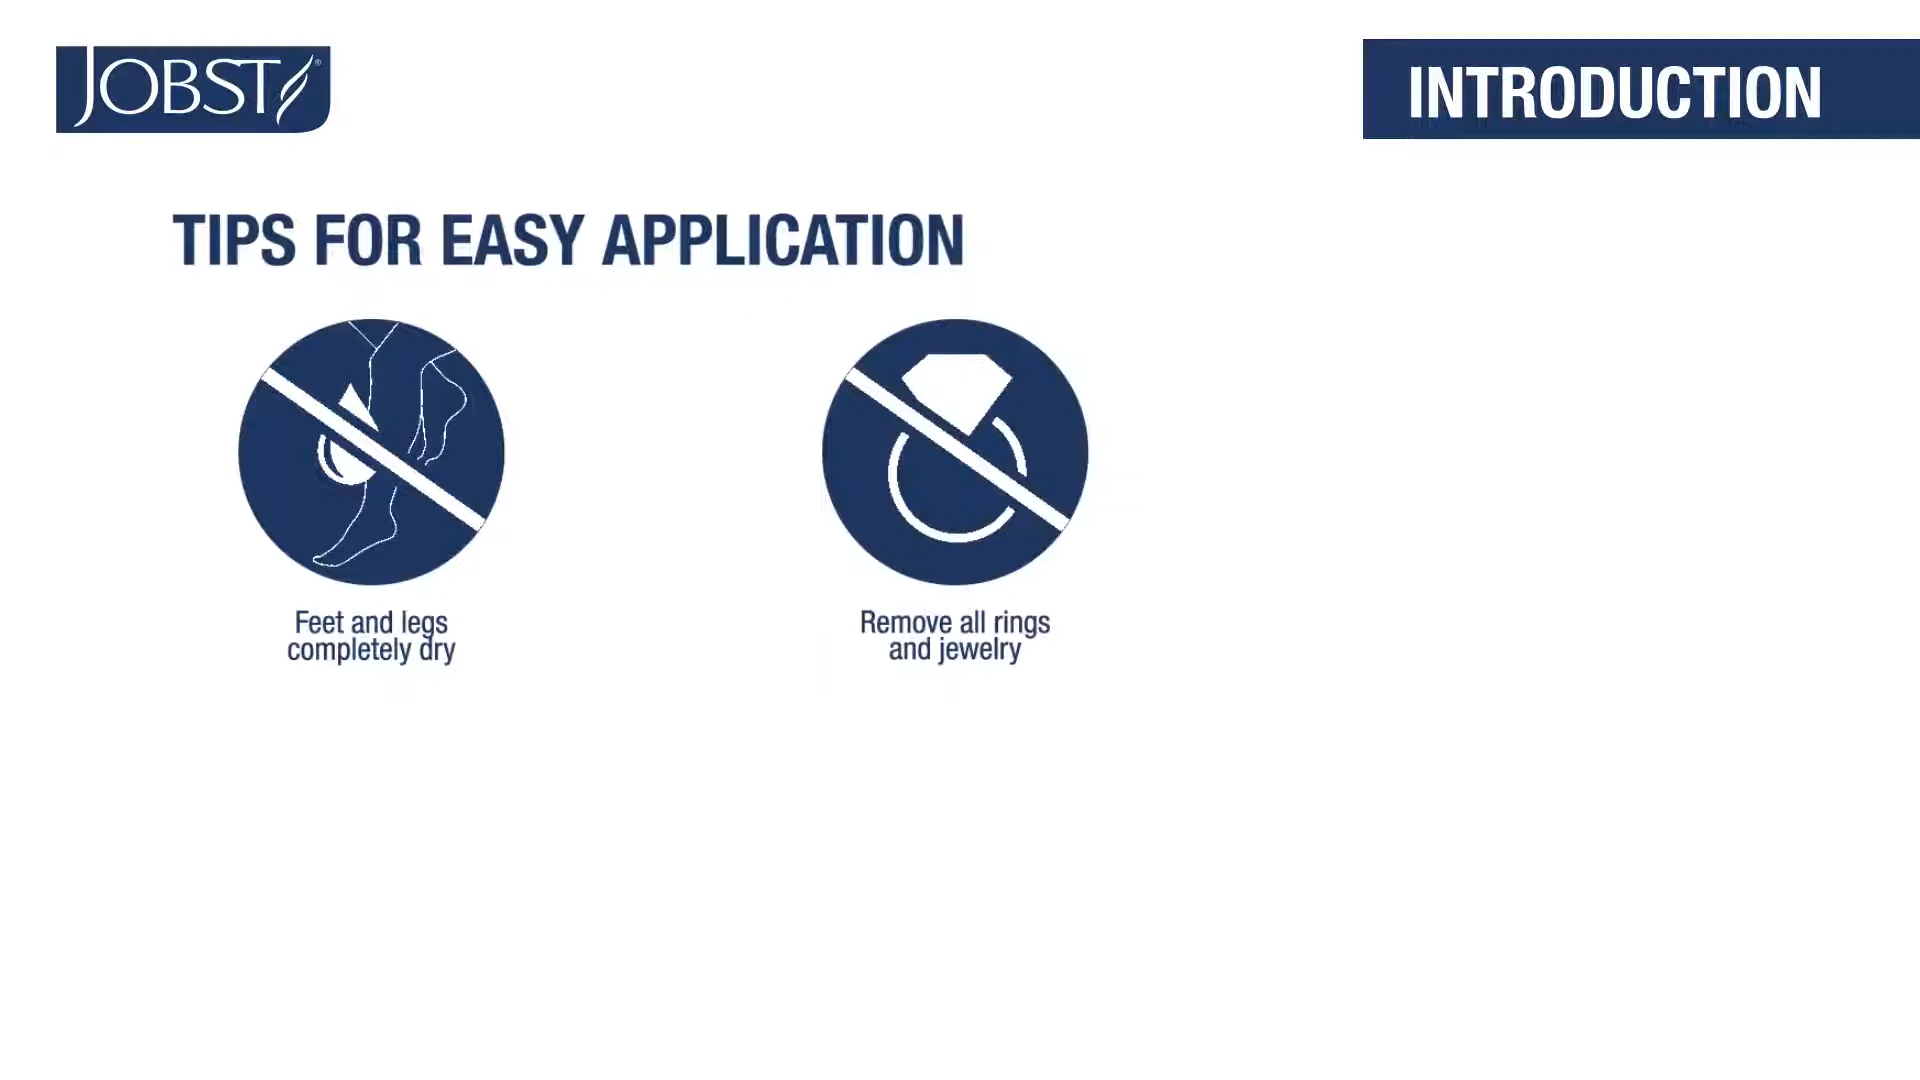 JOBST®
INTRODUCTION
TIPS FOR EASY APPLICATION
Feet and legs
completely dry
Remove all rings
and jewelry